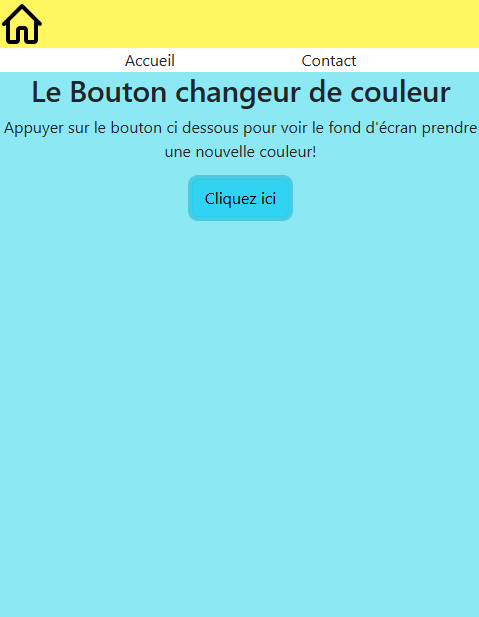 Accueil Contact
Le Bouton changeur de couleur
Appuyer sur le bouton ci dessous pour voir le fond d'écran prendre
une nouvelle couleur!
Cliquez ici